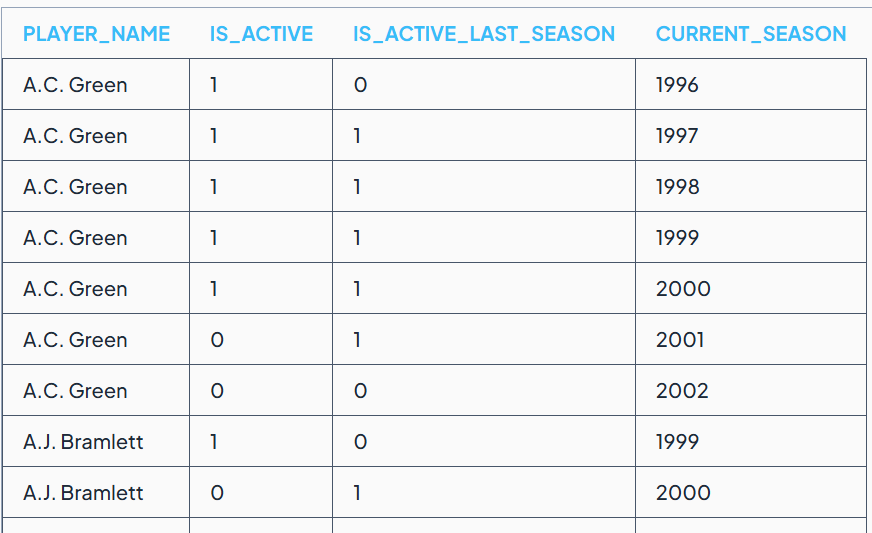 PLAYER_NAME IS_ACTIVE IS_ACTIVE_LAST_SEASON CURRENT_SEASON
A.C. Green 1 0 1996
A.C. Green 1 1 1997
A.C. Green 1 1 1998
A.C. Green 1 1 1999
A.C. Green 1 1 2000
A.C. Green 0 1 2001
A.C. Green 0 0 2002
A.J. Bramlett 1 0 1999
A.J. Bramlett 0 1 2000